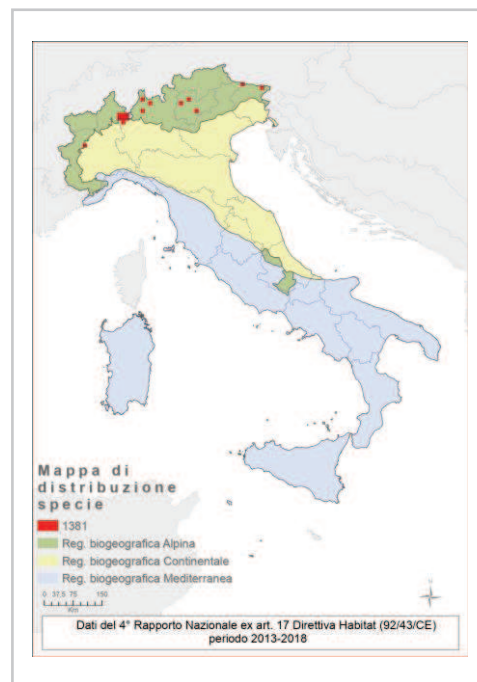 Mappa di
distribuzione
specie
1381
Reg. biogeografica Alpina
Reg. biogeografica Continentale
Reg. biogeografica Mediterranea
0 37,5 75 150
Km
N
Dati del 4° Rapporto Nazionale ex art. 17 Direttiva Habitat (92/43/CE)
periodo 2013-2018